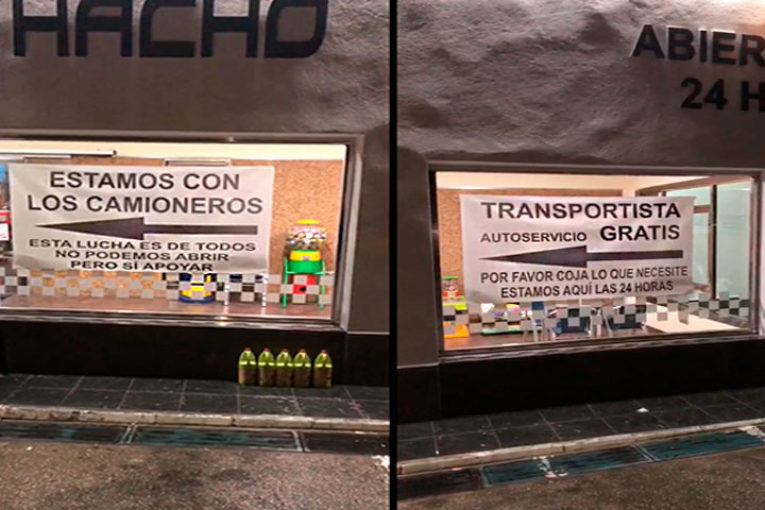 HACHO
ESTAMOS CON
LOS CAMIONEROS
ESTA LUCHA ES DE TODOS
NO PODEMOS ABRIR
PERO SÍ APOYAR
ABIER
24 H
TRANSPORTISTA
AUTOSERVICIO GRATIS
POR FAVOR COJA LO QUE NECESITE
ESTAMOS AQUÍ LAS 24 HORAS